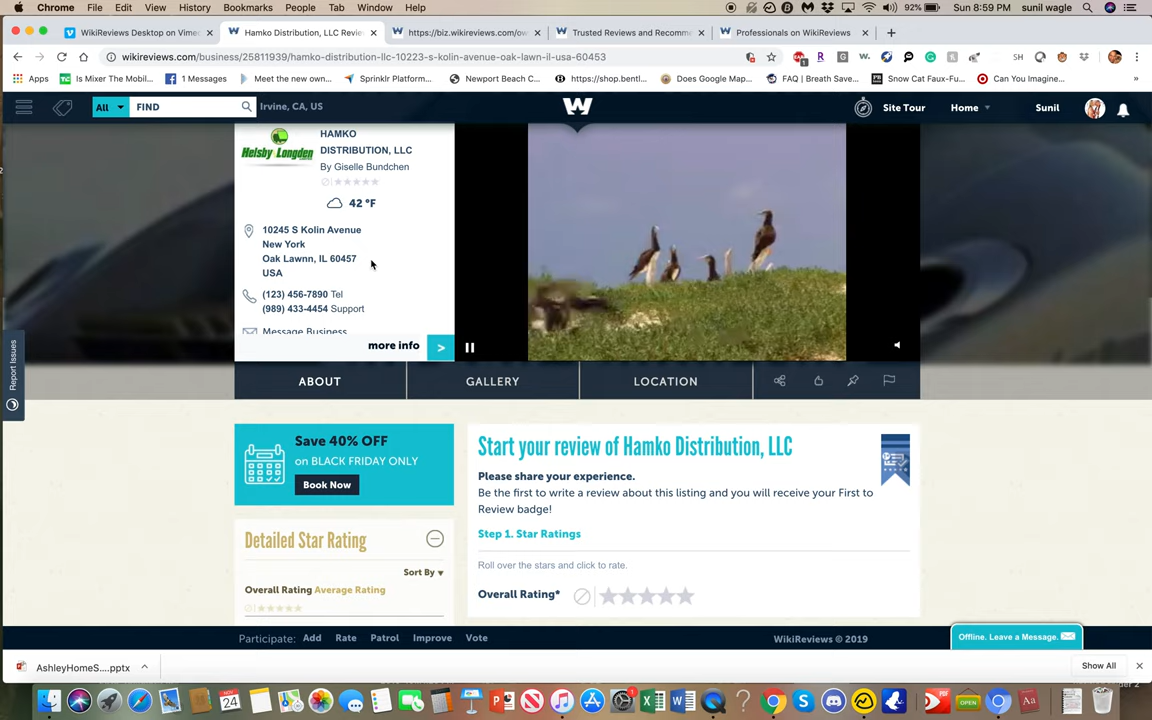 Chrome File Edit View History Bookmarks People Tab Window Help 92% Sun 8:59 PM sunil wagle
WikiReviews Desktop on Vime Hamko Distribution, LLC Revie https://biz.wikireviews.com/ow Trusted Reviews and Recomm Professionals on WikiReviews
wikireviews.com/business/25811939/hamko-distribution-llc-10223-s-kolin-avenue-oak-lawn-il-usa-60453
Apps Is Mixer The Mobil... 1 Messages Meet the new own... Sprinklr Platform... Newport Beach C... https://shop.bentl... Does Google Map... FAQ | Breath Save... Snow Cat Faux-Fu... Can You Imagine... »
All FIND Irvine, CA, US W Site Tour Home Sunil
Helsby Longden
HAMKO
DISTRIBUTION, LLC
By Giselle Bundchen
42 °F
10245 S Kolin Avenue
New York
Oak Lawnn, IL 60457
USA
(123) 456-7890 Tel
(989) 433-4454 Support
Message Business
more info >
Report Issues
ABOUT GALLERY LOCATION
Save 40% OFF
on BLACK FRIDAY ONLY
Book Now
Start your review of Hamko Distribution, LLC
Please share your experience.
Be the first to write a review about this listing and you will receive your First to
Review badge!
Step 1. Star Ratings
Roll over the stars and click to rate.
Overall Rating*
Detailed Star Rating
Sort By
Overall Rating Average Rating
Participate: Add Rate Patrol Improve Vote WikiReviews © 2019 Offline. Leave a Message.
AshleyHomeS....pptx Show All
NOV
24
OPEN